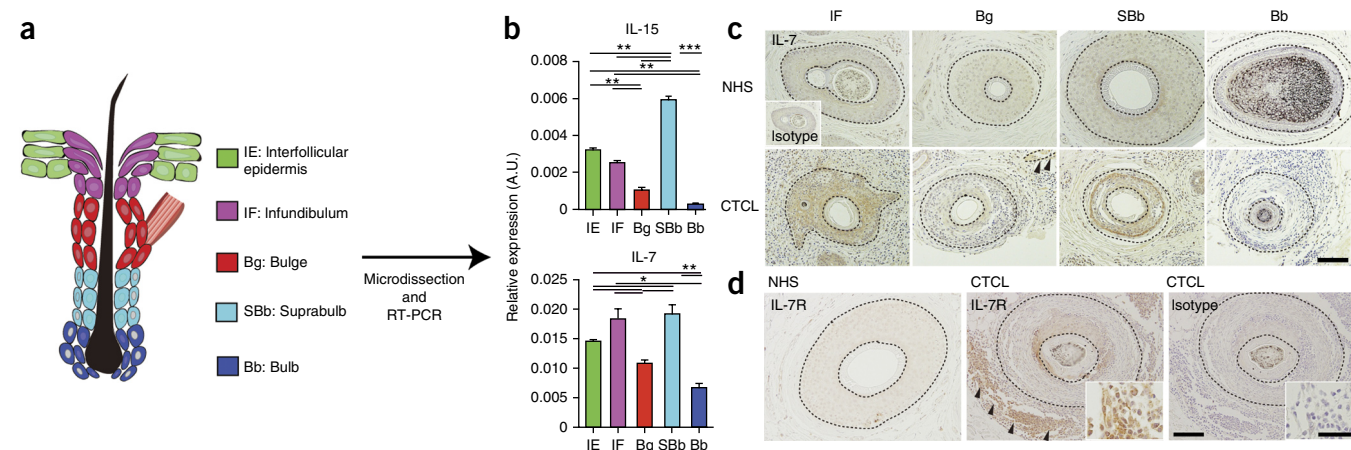 a
IE: Interfollicular
epidermis
IF: Infundibulum
Bg: Bulge
SBb: Suprabulb
Bb: Bulb
Microdissection
and
RT-PCR
b
Relative expression (A.U.)
IL-15
** ***
**
**
0.008
0.006
0.004
0.002
0
IE IF Bg SBb Bb
IL-7
**
*
0.025
0.020
0.015
0.010
0.005
0
IE IF Bg SBb Bb
c
IF Bg SBb Bb
IL-7
NHS
Isotype
CTCL
d
NHS CTCL CTCL
IL-7R IL-7R Isotype